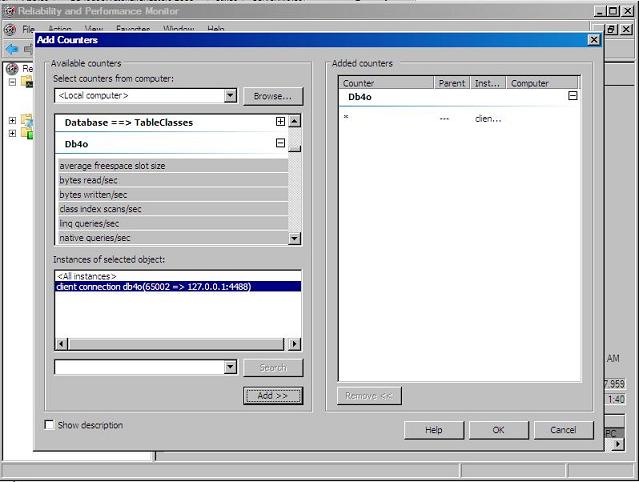 Reliability and Performance Monitor
File Action View Favorites Window Help
Add Counters
Available counters
Select counters from computer:
<Local computer>
Browse...
Database ==> TableClasses
Db4o
average freespace slot size
bytes read/sec
bytes written/sec
class index scans/sec
linq queries/sec
native queries/sec
Instances of selected object:
<All instances>
client connection db4o(65002 => 127.0.0.1:4488)
Search
Add >>
Show description
Added counters
Counter Parent Inst... Computer
Db4o
* --- clien...
Remove <<
Help OK Cancel
Re
AM
7.959
1:40
PC